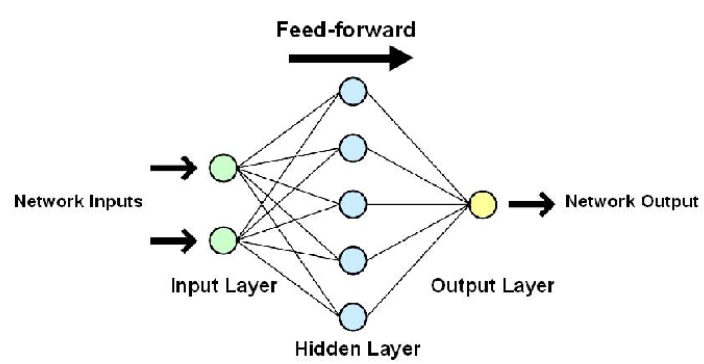 Feed-forward
Network Inputs
Network Output
Input Layer
Output Layer
Hidden Layer